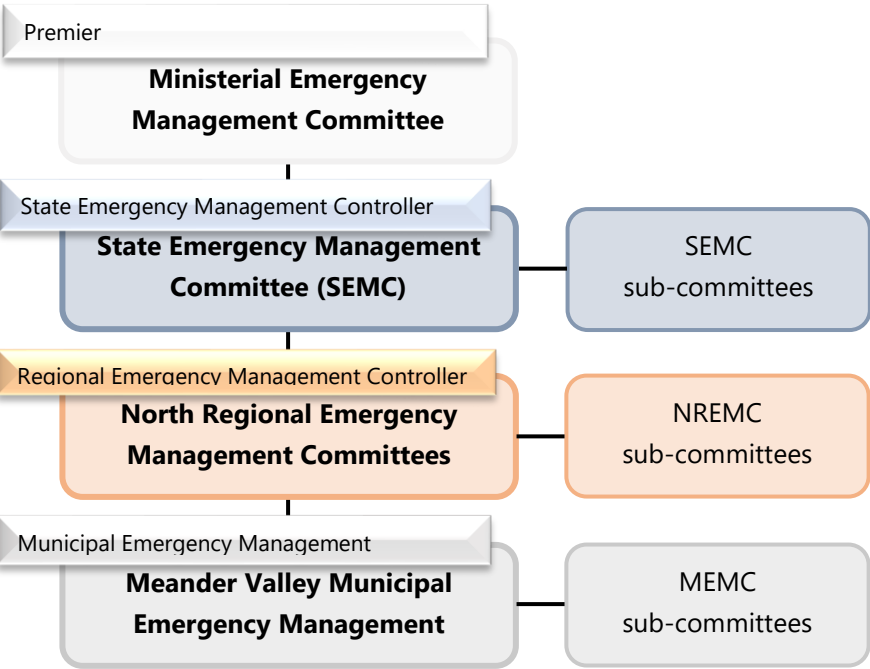 Premier
Ministerial Emergency
Management Committee
State Emergency Management Controller
State Emergency Management
Committee (SEMC)
SEMC
sub-committees
Regional Emergency Management Controller
North Regional Emergency
Management Committees
NREMC
sub-committees
Municipal Emergency Management
Meander Valley Municipal
Emergency Management
MEMC
sub-committees